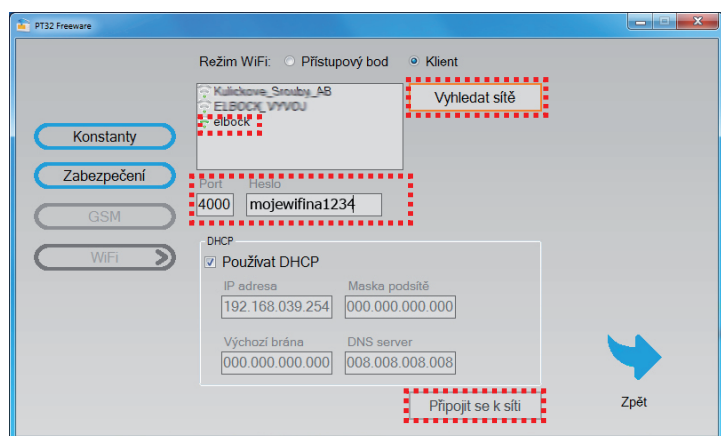 PT32 Freeware
Režim WiFi: Přístupový bod Klient
Kulickove_Srouby_AB
ELBOCK_VYVOJ
elbock
Vyhledat sítě
Konstanty
Zabezpečení
GSM
WiFi
Port Heslo
4000 mojewifina1234
DHCP
Používat DHCP
IP adresa Maska podsítě
192.168.039.254 000.000.000.000
Výchozí brána DNS server
000.000.000.000 008.008.008.008
Připojit se k síti
Zpět